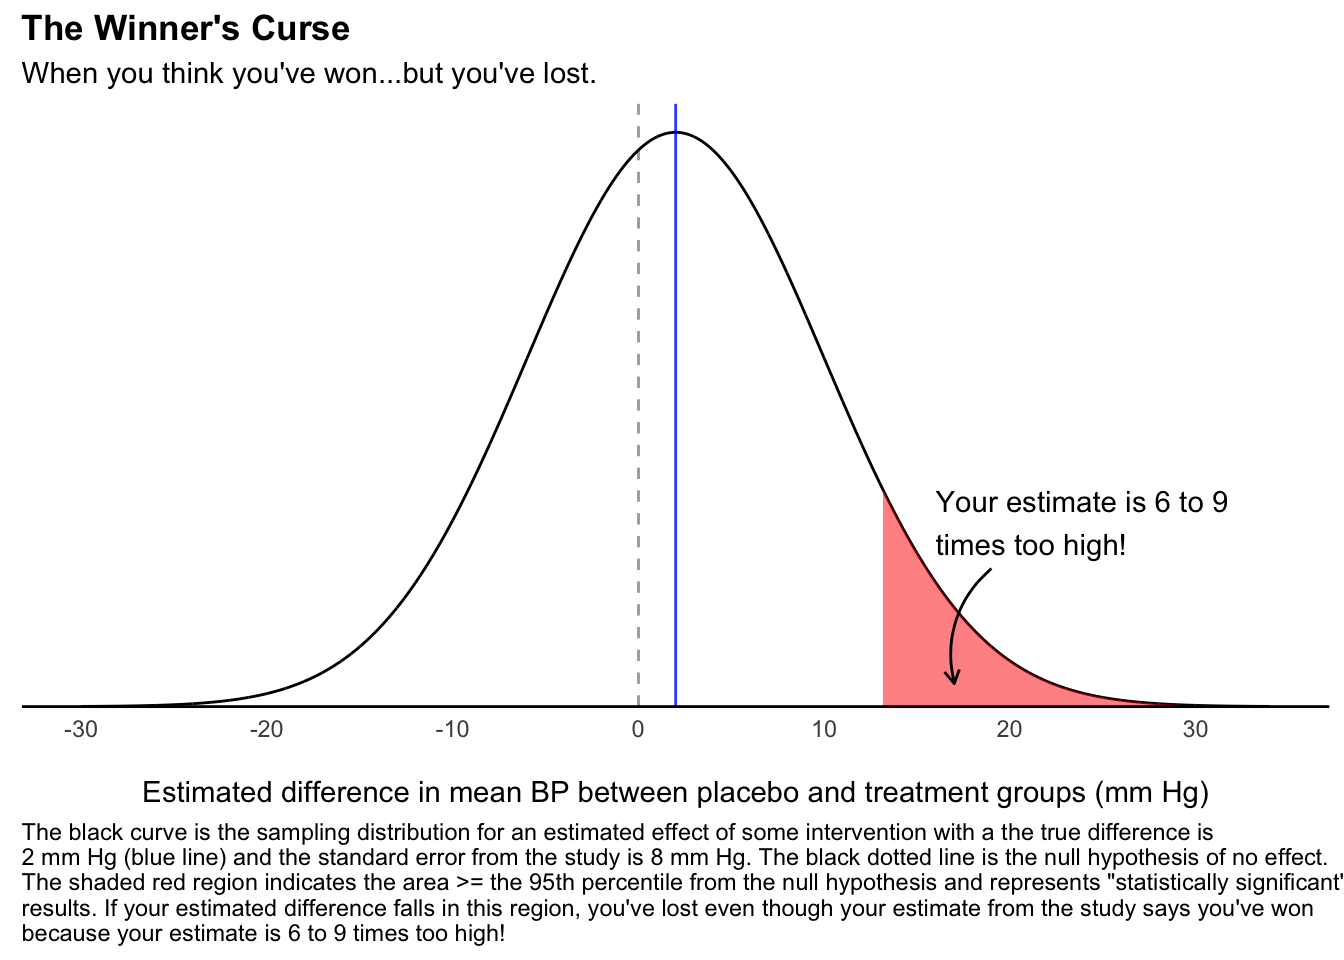 The Winner's Curse
When you think you've won...but you've lost.
Your estimate is 6 to 9
times too high!
-30 -20 -10 0 10 20 30
Estimated difference in mean BP between placebo and treatment groups (mm Hg)
The black curve is the sampling distribution for an estimated effect of some intervention with a the true difference is
2 mm Hg (blue line) and the standard error from the study is 8 mm Hg. The black dotted line is the null hypothesis of no effect.
The shaded red region indicates the area >= the 95th percentile from the null hypothesis and represents "statistically significant"
results. If your estimated difference falls in this region, you've lost even though your estimate from the study says you've won
because your estimate is 6 to 9 times too high!